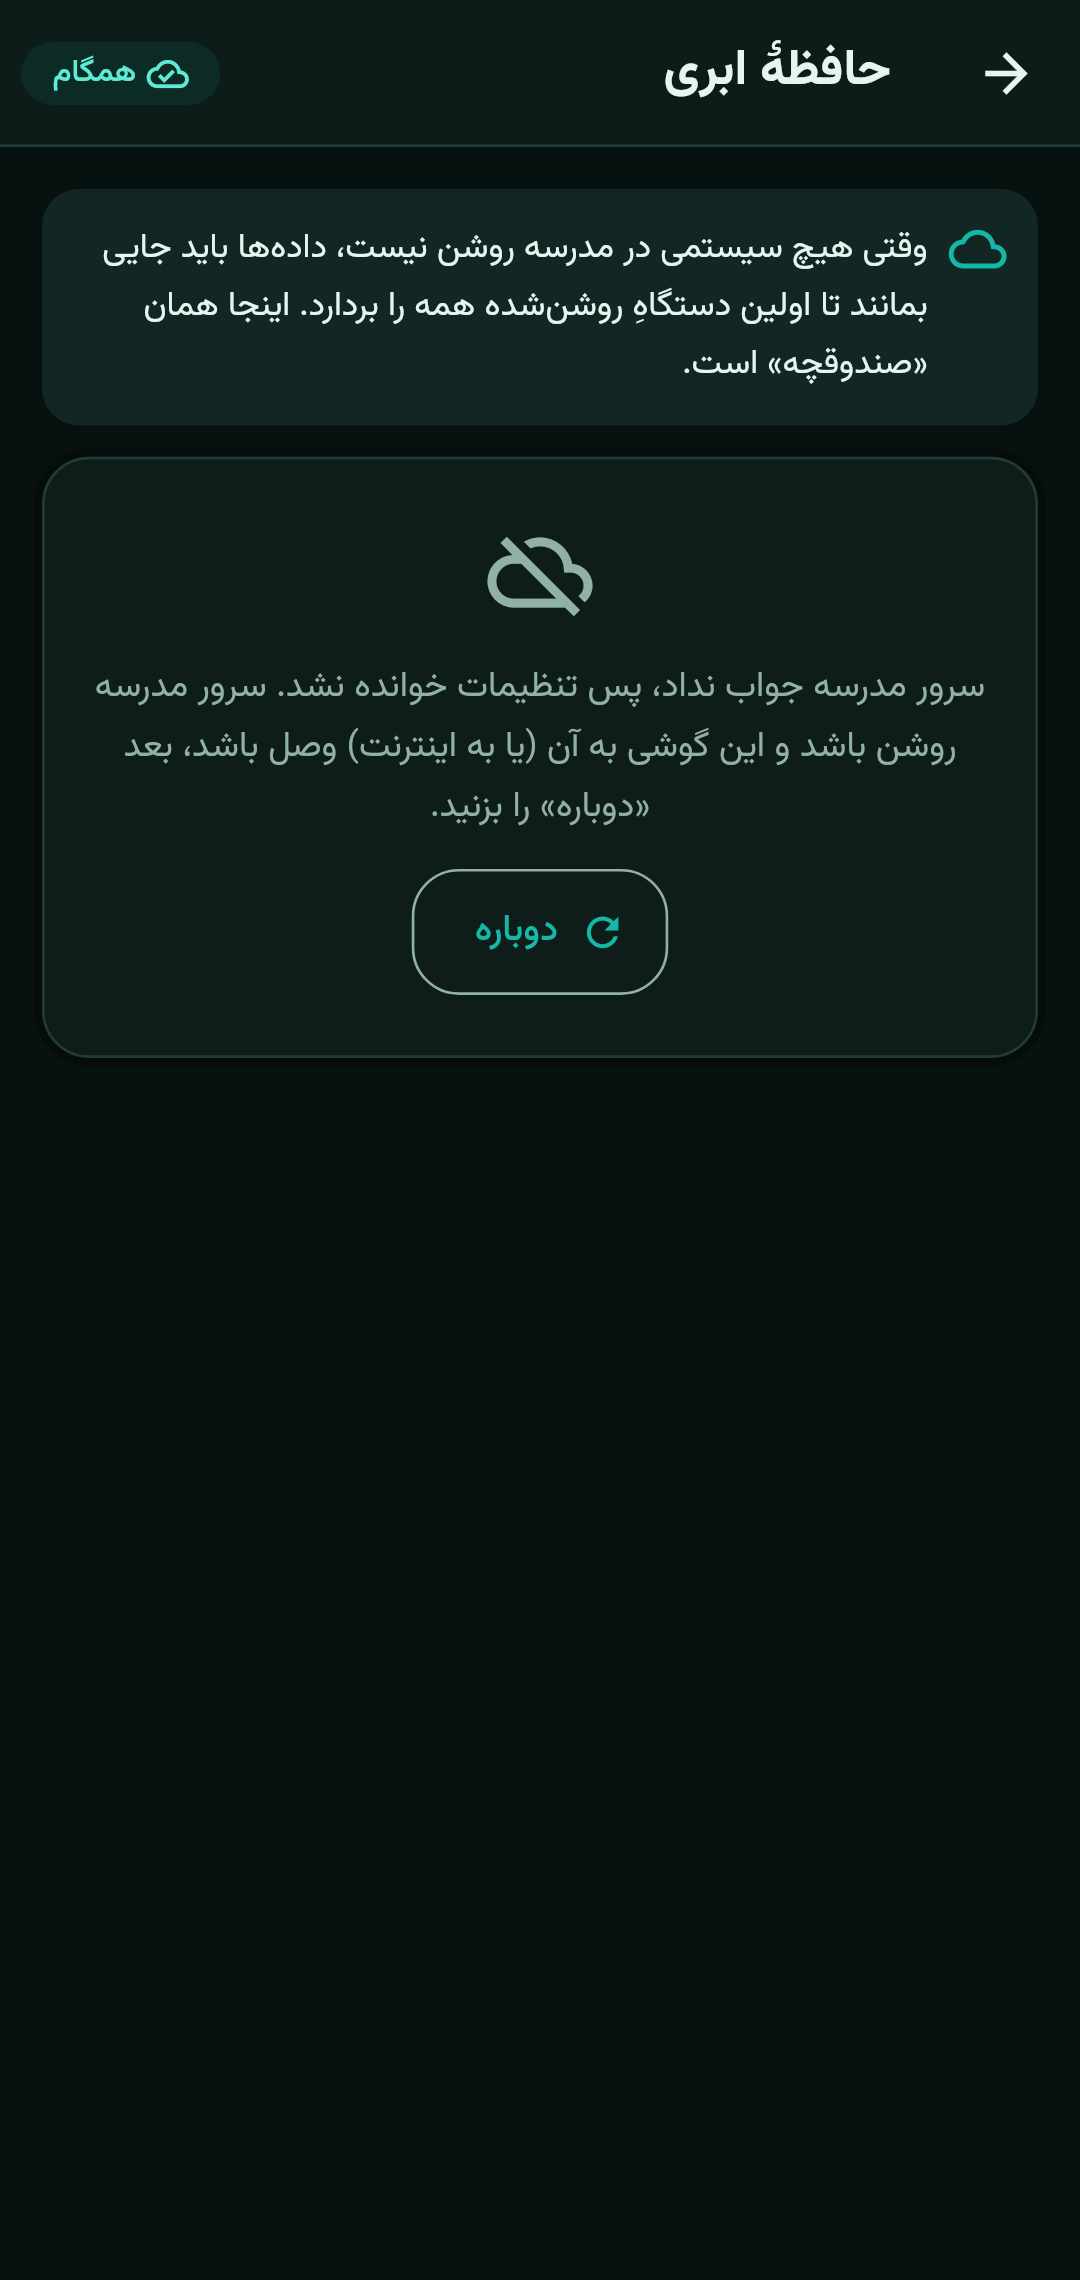 حافظهٔ ابری
همگام
وقتی هیچ سیستمی در مدرسه روشن نیست، داده‌ها باید جایی
بمانند تا اولین دستگاهِ روشن‌شده همه را بردارد. اینجا همان
«صندوقچه» است.
سرور مدرسه جواب نداد، پس تنظیمات خوانده نشد. سرور مدرسه
روشن باشد و این گوشی به آن (یا به اینترنت) وصل باشد، بعد
«دوباره» را بزنید.
دوباره